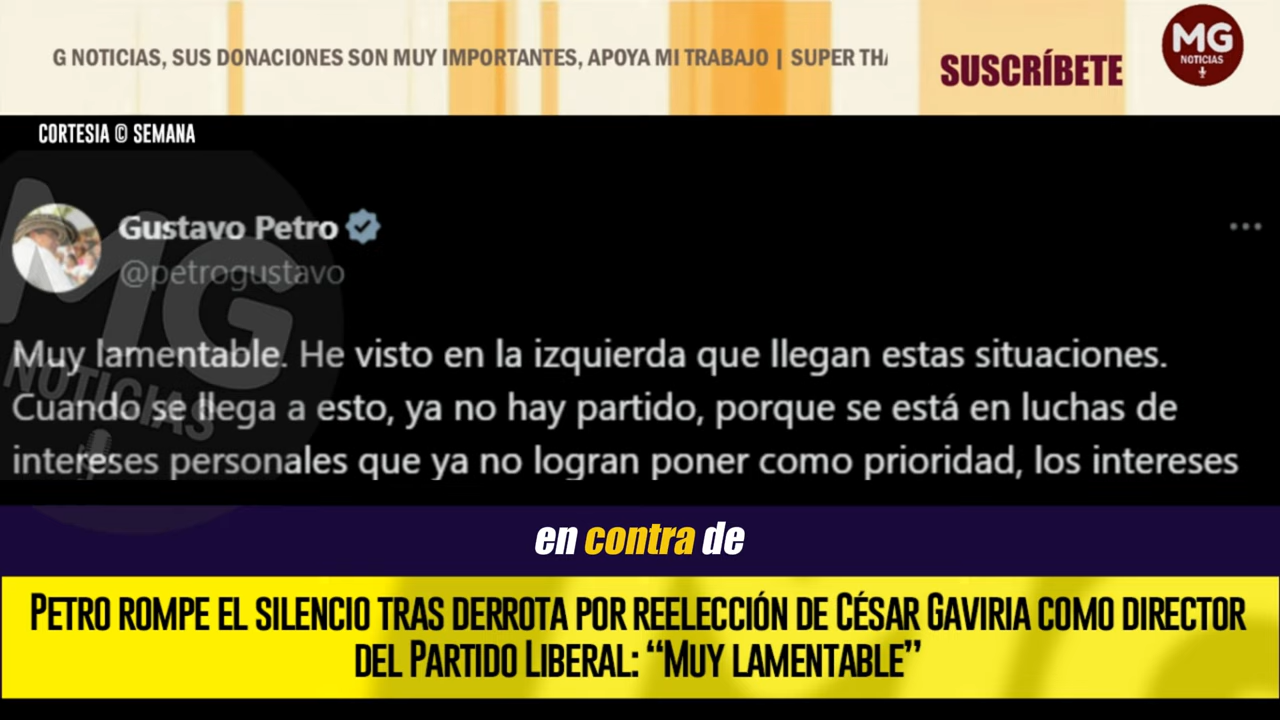 G NOTICIAS, SUS DONACIONES SON MUY IMPORTANTES, APOYA MI TRABAJO | SUPER THA
SUSCRÍBETE
MG
NOTICIAS
CORTESIA © SEMANA
Gustavo Petro
@petrogustavo
Muy lamentable. He visto en la izquierda que llegan estas situaciones.
Cuando se llega a esto, ya no hay partido, porque se está en luchas de
intereses personales que ya no logran poner como prioridad, los intereses
MG
NOTICIAS
en contra de
PETRO ROMPE EL SILENCIO TRAS DERROTA POR REELECCIÓN DE CÉSAR GAVIRIA COMO DIRECTOR
DEL PARTIDO LIBERAL: “MUY LAMENTABLE”